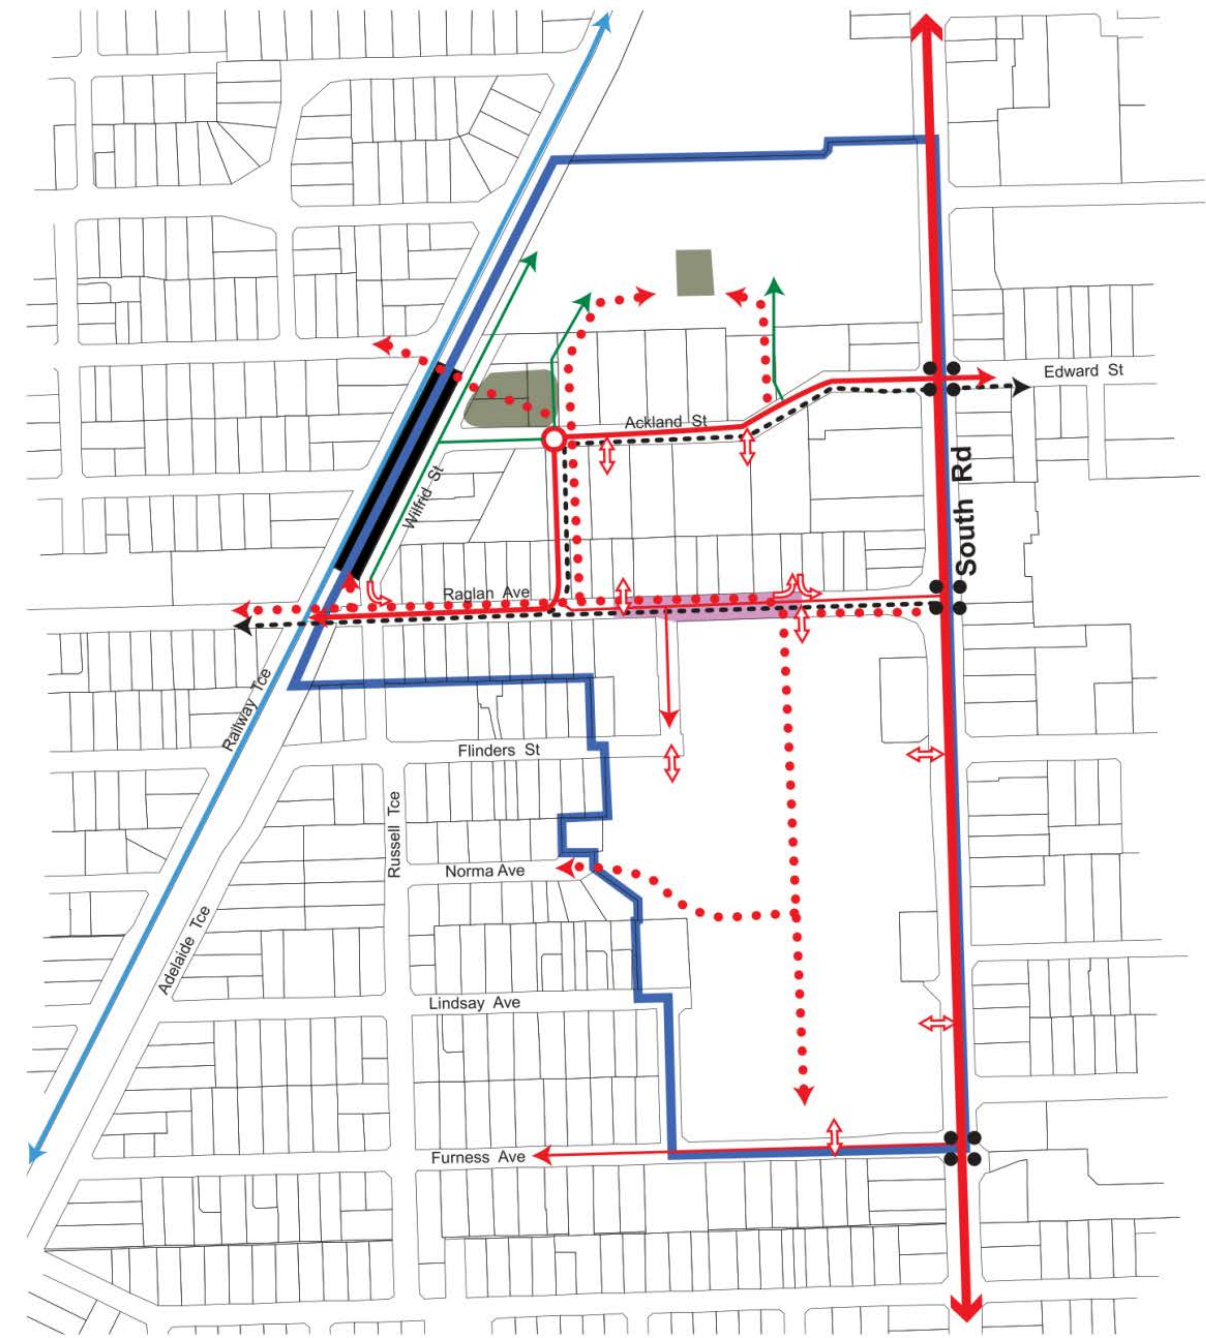 Edward St
Ackland St
South Rd
Wilfrid St
Raglan Ave
Railway Tce
Flinders St
Russell Tce
Norma Ave
Adelaide Tce
Lindsay Ave
Furness Ave